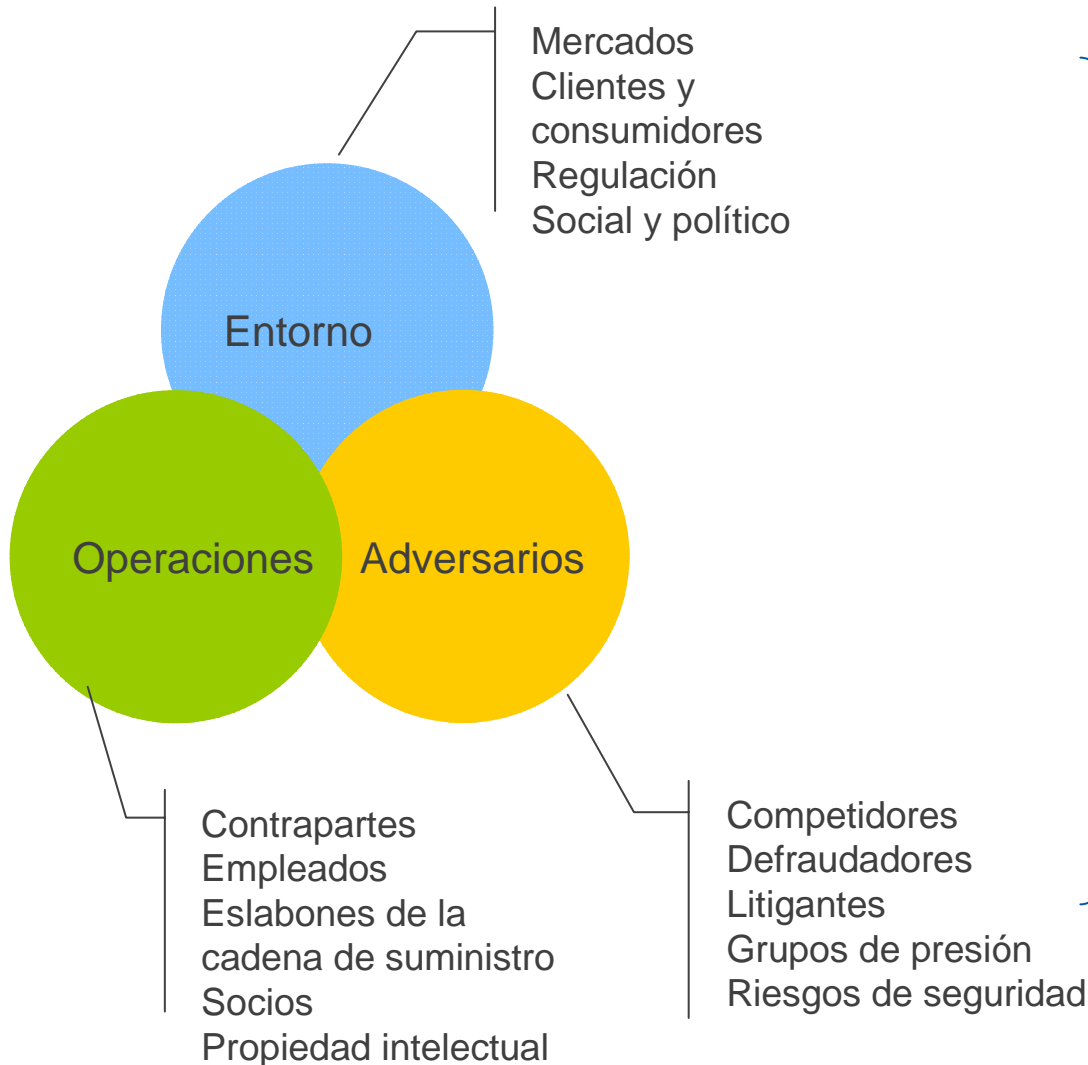 Mercados
Clientes y
consumidores
Regulación
Social y político
Entorno
Operaciones
Adversarios
Contrapartes
Empleados
Eslabones de la
cadena de suministro
Socios
Propiedad intelectual
Competidores
Defraudadores
Litigantes
Grupos de presión
Riesgos de seguridad